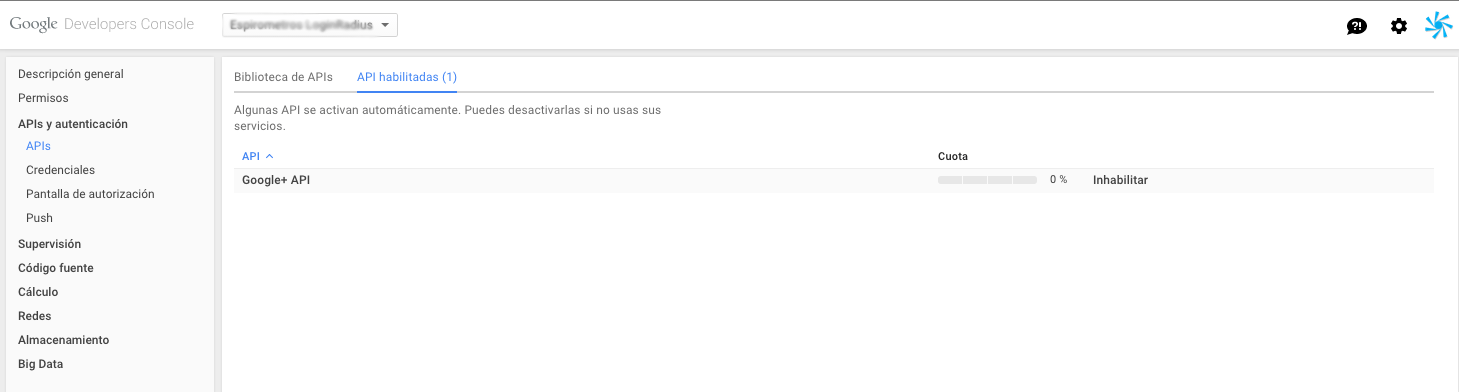 Google Developers Console
Espirometros LoginRadius
Descripción general
Permisos
APIs y autenticación
APIs
Credenciales
Pantalla de autorización
Push
Supervisión
Código fuente
Cálculo
Redes
Almacenamiento
Big Data
Biblioteca de APIs
API habilitadas (1)
Algunas API se activan automáticamente. Puedes desactivarlas si no usas sus
servicios.
API Cuota
Google+ API 0 % Inhabilitar